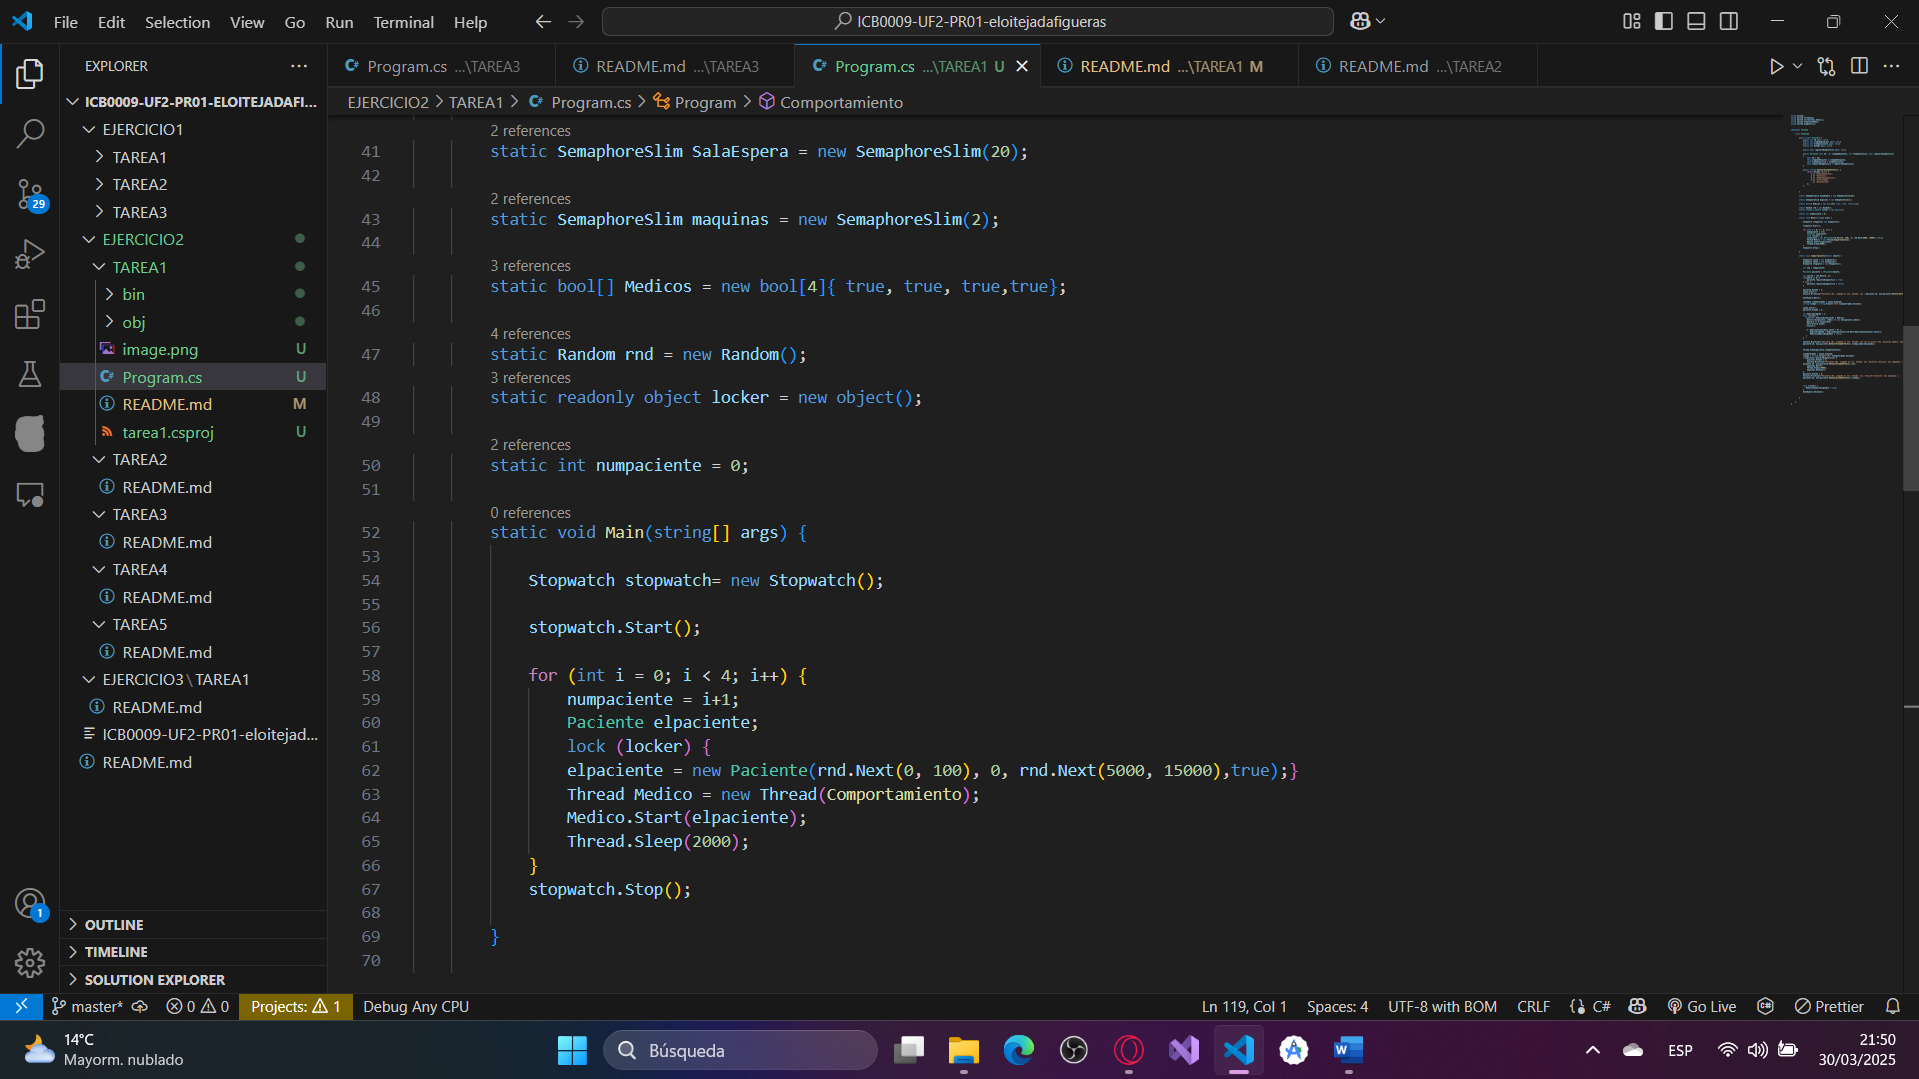 File Edit Selection View Go Run Terminal Help
ICB0009-UF2-PR01-eloitejadafigueras
EXPLORER
ICB0009-UF2-PR01-ELOITEJADAFI...
EJERCICIO1
TAREA1
TAREA2
TAREA3
EJERCICIO2
TAREA1
bin
obj
image.png U
Program.cs U
README.md M
tarea1.csproj U
TAREA2
README.md
TAREA3
README.md
TAREA4
README.md
TAREA5
README.md
EJERCICIO3\TAREA1
README.md
ICB0009-UF2-PR01-eloitejad...
README.md
OUTLINE
TIMELINE
SOLUTION EXPLORER
29
1
Program.cs ...\TAREA3
README.md ...\TAREA3
Program.cs ...\TAREA1 U
README.md ...\TAREA1 M
README.md ...\TAREA2
EJERCICIO2 > TAREA1 > Program.cs > Program > Comportamiento
2 references
41 static SemaphoreSlim SalaEspera = new SemaphoreSlim(20);
42
2 references
43 static SemaphoreSlim maquinas = new SemaphoreSlim(2);
44
3 references
45 static bool[] Medicos = new bool[4]{ true, true, true,true};
46
4 references
47 static Random rnd = new Random();
3 references
48 static readonly object locker = new object();
49
2 references
50 static int numpaciente = 0;
51
0 references
52 static void Main(string[] args) {
53
54 Stopwatch stopwatch= new Stopwatch();
55
56 stopwatch.Start();
57
58 for (int i = 0; i < 4; i++) {
59 numpaciente = i+1;
60 Paciente elpaciente;
61 lock (locker) {
62 elpaciente = new Paciente(rnd.Next(0, 100), 0, rnd.Next(5000, 15000),true);}
63 Thread Medico = new Thread(Comportamiento);
64 Medico.Start(elpaciente);
65 Thread.Sleep(2000);
66 }
67 stopwatch.Stop();
68
69 }
70
master* 0 0 Projects: 1 Debug Any CPU
Ln 119, Col 1 Spaces: 4 UTF-8 with BOM CRLF {} C# Go Live Prettier
14°C
Mayorm. nublado
Búsqueda
ESP
21:50
30/03/2025